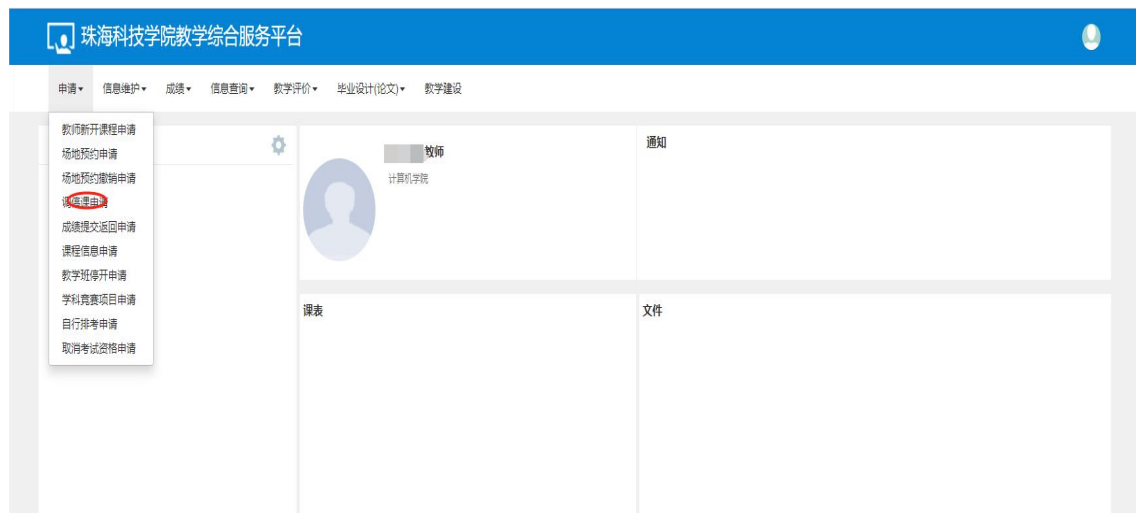 珠海科技学院教学综合服务平台
申请 信息维护 成绩 信息查询 教学评价 毕业设计(论文) 教学建设
教师新开课程申请
场地预约申请
场地预约撤销申请
调停课申请
成绩提交返回申请
课程信息申请
教学班停开申请
学科竞赛项目申请
自行排考申请
取消考试资格申请
教师
计算机学院
通知
课表
文件